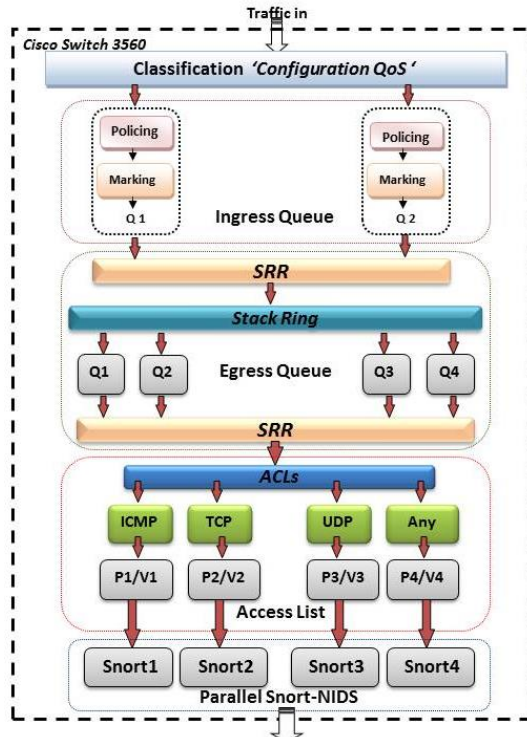 Traffic in
Cisco Switch 3560
Classification 'Configuration QoS '
Policing
Policing
Marking
Marking
Q 1
Q 2
Ingress Queue
SRR
Stack Ring
Q1 Q2 Q3 Q4
Egress Queue
SRR
ACLs
ICMP TCP UDP Any
P1/V1 P2/V2 P3/V3 P4/V4
Access List
Snort1 Snort2 Snort3 Snort4
Parallel Snort-NIDS